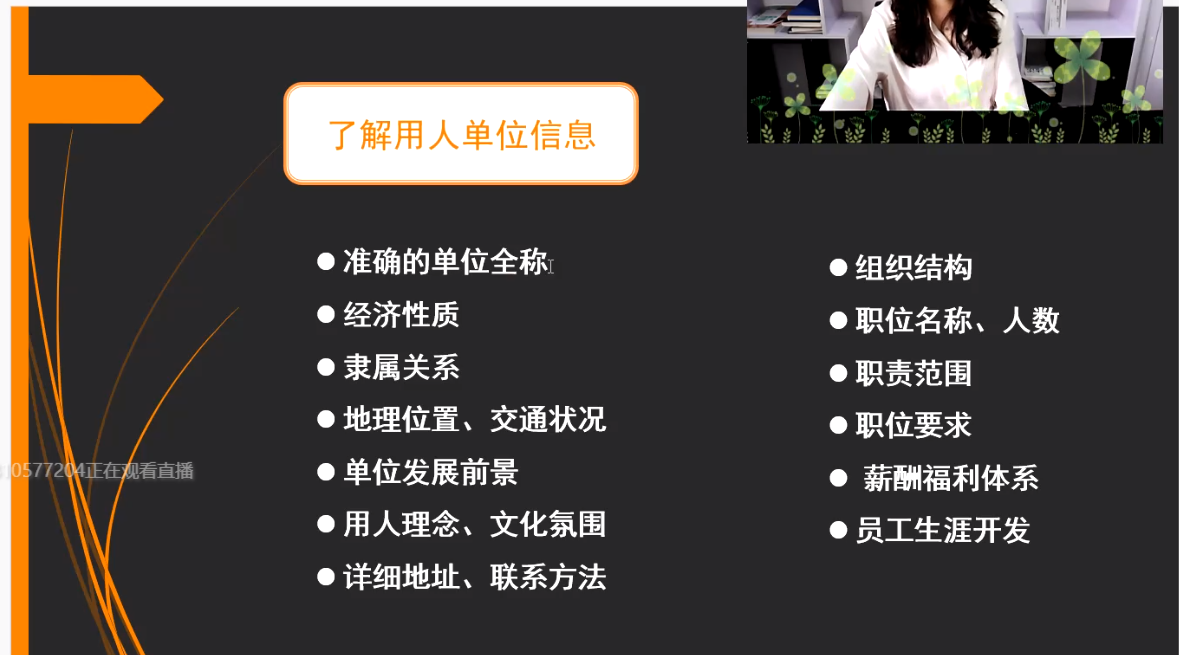 了解用人单位信息
准确的单位全称
经济性质
隶属关系
地理位置、交通状况
单位发展前景
用人理念、文化氛围
详细地址、联系方法
组织结构
职位名称、人数
职责范围
职位要求
薪酬福利体系
员工生涯开发
0577204正在观看直播